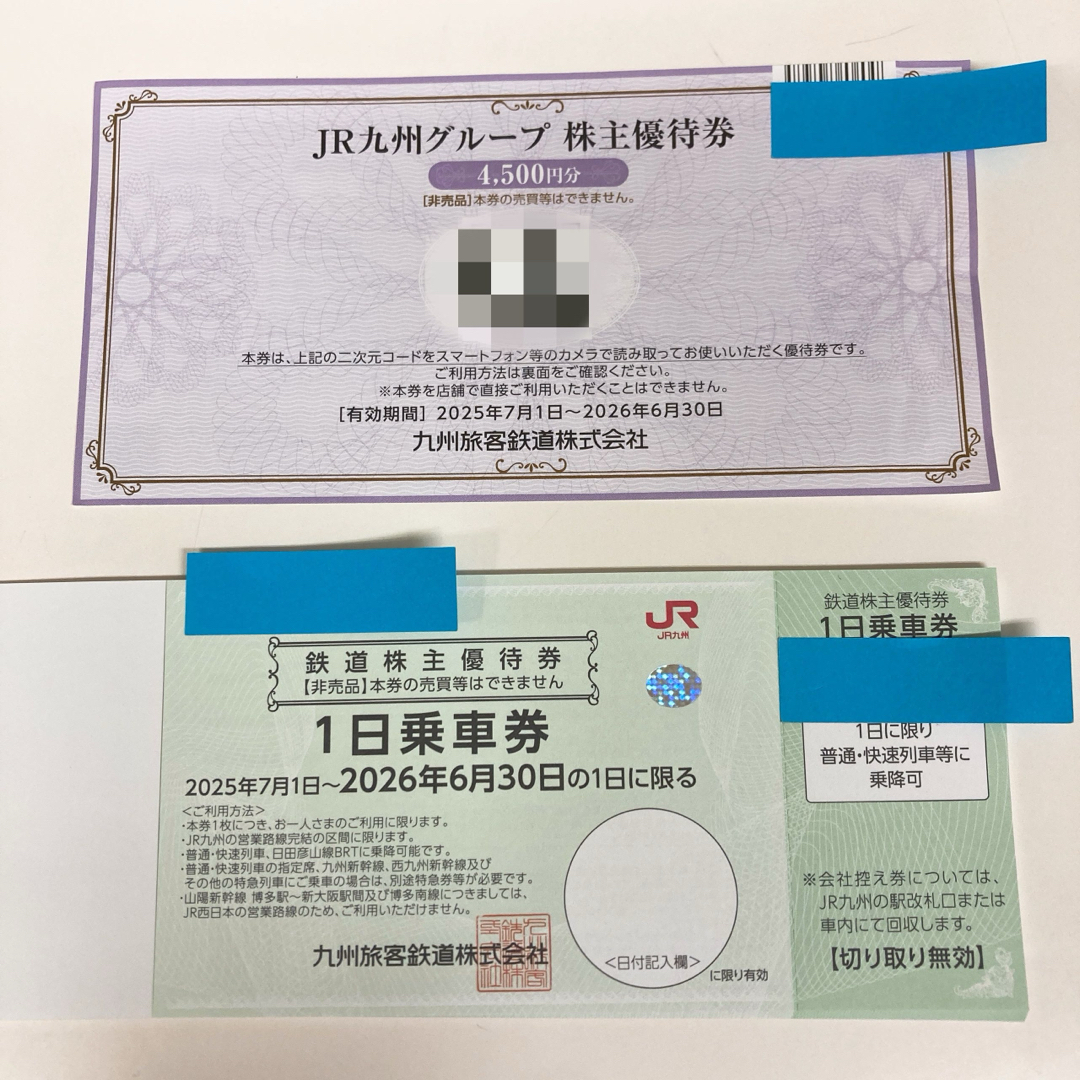 JR九州グループ 株主優待券
4,500円分
[非売品]本券の売買等はできません。
本券は、上記の二次元コードをスマートフォン等のカメラで読み取ってお使いいただく優待券です。
ご利用方法は裏面をご確認ください。
※本券を店舗で直接ご利用いただくことはできません。
[有効期間] 2025年7月1日〜2026年6月30日
九州旅客鉄道株式会社
JR
JR九州
鉄道株主優待券
【非売品】本券の売買等はできません
1日乗車券
2025年7月1日〜2026年6月30日の1日に限る
<ご利用方法>
・本券1枚につき、お一人さまのご利用に限ります。
・JR九州の営業路線完結の区間に限ります。
・普通・快速列車、日田彦山線BRTに乗降可能です。
・普通・快速列車の指定席、九州新幹線、西九州新幹線及び
その他の特急列車にご乗車の場合は、別途特急券等が必要です。
・山陽新幹線 博多駅〜新大阪駅間及び博多南線につきましては、
JR西日本の営業路線のため、ご利用いただけません。
九州旅客鉄道株式会社
<日付記入欄>
に限り有効
鉄道株主優待券
1日乗車券
1日に限り
普通・快速列車等に
乗降可
※会社控え券については、
JR九州の駅改札口または
車内にて回収します。
【切り取り無効】